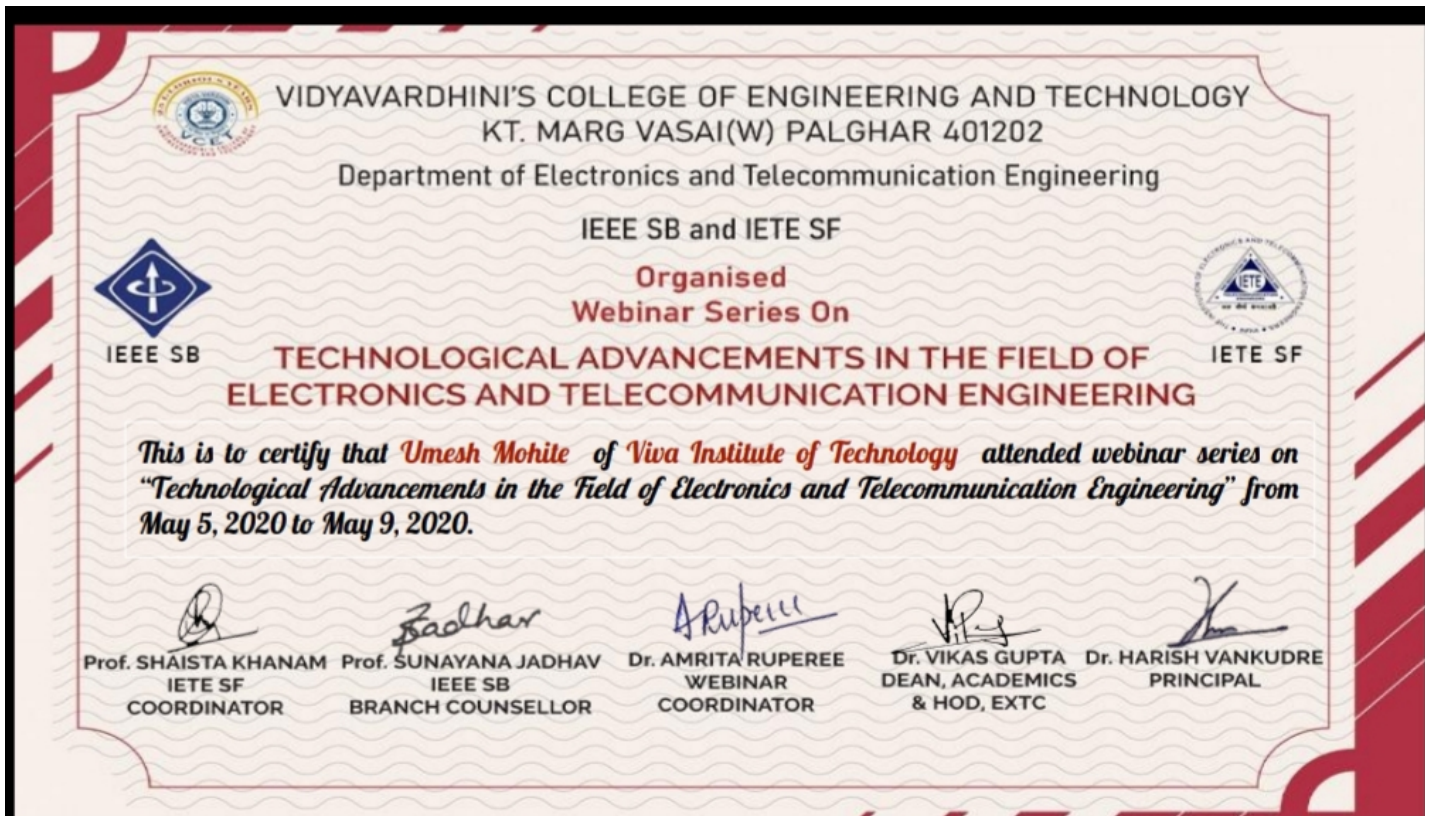 25 GLORIOUS YEARS
VCET
VIDYAVARDHINI'S COLLEGE OF ENGINEERING AND TECHNOLOGY
KT. MARG VASAI(W) PALGHAR 401202
Department of Electronics and Telecommunication Engineering
IEEE SB and IETE SF
Organised
Webinar Series On
IEEE SB
IETE
IETE SF
TECHNOLOGICAL ADVANCEMENTS IN THE FIELD OF
ELECTRONICS AND TELECOMMUNICATION ENGINEERING
This is to certify that Umesh Mohite of Viva Institute of Technology attended webinar series on
“Technological Advancements in the Field of Electronics and Telecommunication Engineering” from
May 5, 2020 to May 9, 2020.
Prof. SHAISTA KHANAM Prof. SUNAYANA JADHAV Dr. AMRITA RUPEREE Dr. VIKAS GUPTA Dr. HARISH VANKUDRE
IETE SF IEEE SB WEBINAR DEAN, ACADEMICS PRINCIPAL
COORDINATOR BRANCH COUNSELLOR COORDINATOR & HOD, EXTC